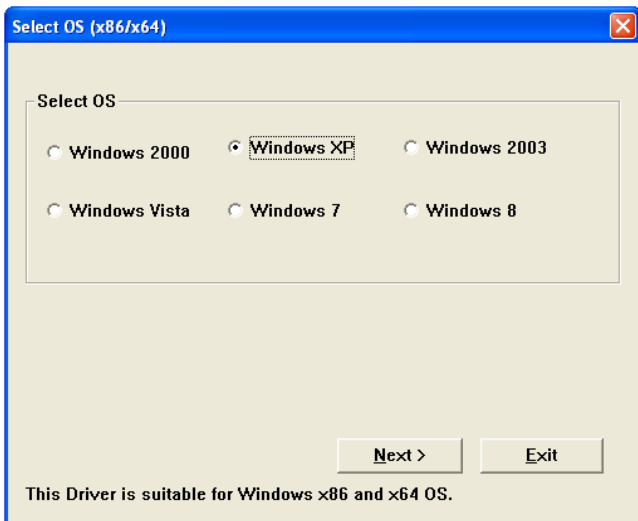 Select OS (x86/x64)
Select OS
Windows 2000
Windows XP
Windows 2003
Windows Vista
Windows 7
Windows 8
Next >
Exit
This Driver is suitable for Windows x86 and x64 OS.